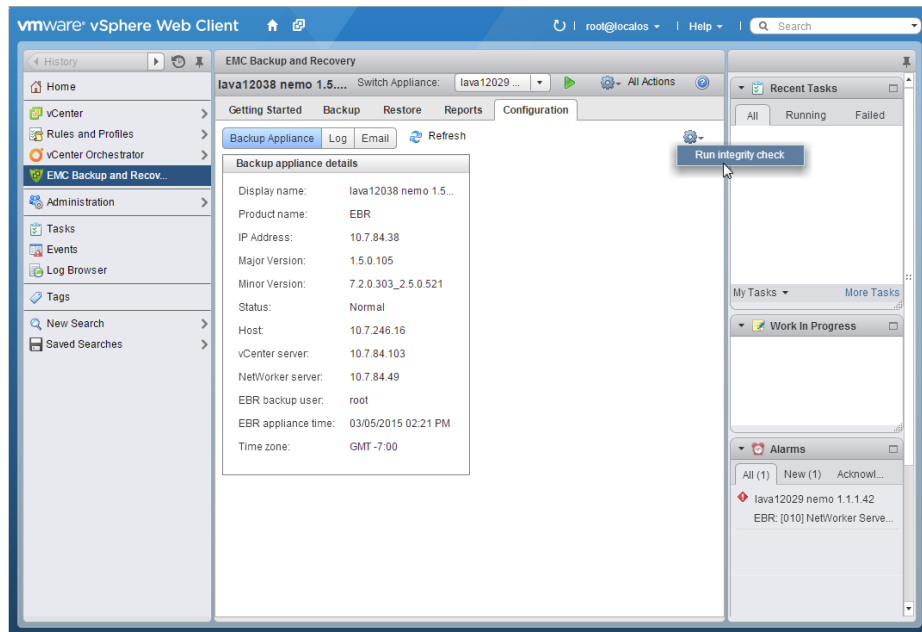 vmware® vSphere Web Client
root@localos
Help
Search
History
Home
vCenter
Rules and Profiles
vCenter Orchestrator
EMC Backup and Recov...
Administration
Tasks
Events
Log Browser
Tags
New Search
Saved Searches
EMC Backup and Recovery
lava12038 nemo 1.5.... Switch Appliance: lava12029 ... All Actions
Getting Started Backup Restore Reports Configuration
Backup Appliance Log Email Refresh
Run integrity check
Backup appliance details
Display name: lava12038 nemo 1.5...
Product name: EBR
IP Address: 10.7.84.38
Major Version: 1.5.0.105
Minor Version: 7.2.0.303_2.5.0.521
Status: Normal
Host: 10.7.246.16
vCenter server: 10.7.84.103
NetWorker server: 10.7.84.49
EBR backup user: root
EBR appliance time: 03/05/2015 02:21 PM
Time zone: GMT -7:00
Recent Tasks
All Running Failed
My Tasks More Tasks
Work In Progress
Alarms
All (1) New (1) Acknowl...
lava12029 nemo 1.1.1.42
EBR: [010] NetWorker Serve...